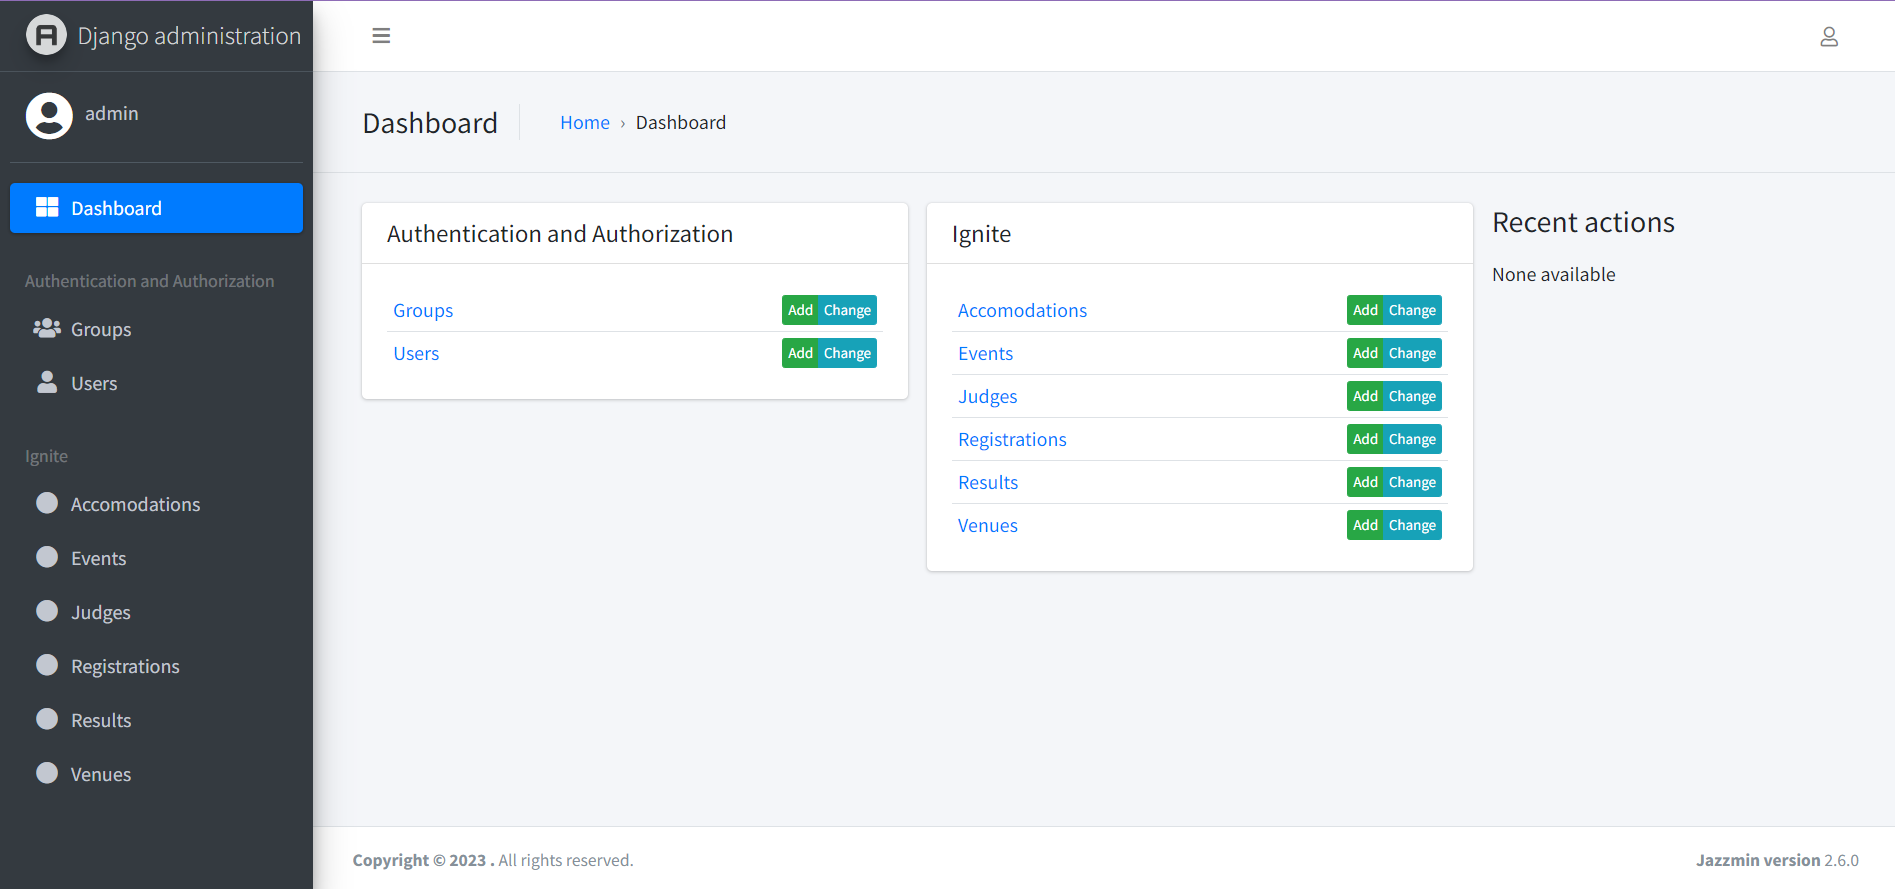 Django administration
admin
Dashboard
Authentication and Authorization
Groups
Users
Ignite
Accomodations
Events
Judges
Registrations
Results
Venues
Dashboard
Home › Dashboard
Authentication and Authorization
Groups Add Change
Users Add Change
Ignite
Accomodations Add Change
Events Add Change
Judges Add Change
Registrations Add Change
Results Add Change
Venues Add Change
Recent actions
None available
Copyright © 2023 . All rights reserved.
Jazzmin version 2.6.0